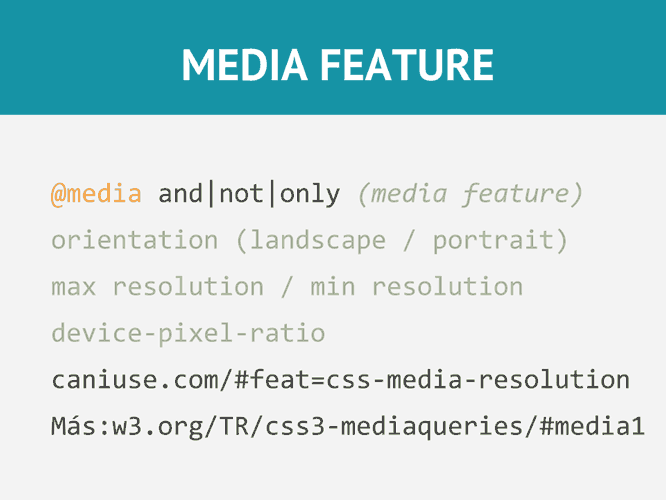 MEDIA FEATURE
@media and|not|only (media feature)
orientation (landscape / portrait)
max resolution / min resolution
device-pixel-ratio
caniuse.com/#feat=css-media-resolution
Más:w3.org/TR/css3-mediaqueries/#media1